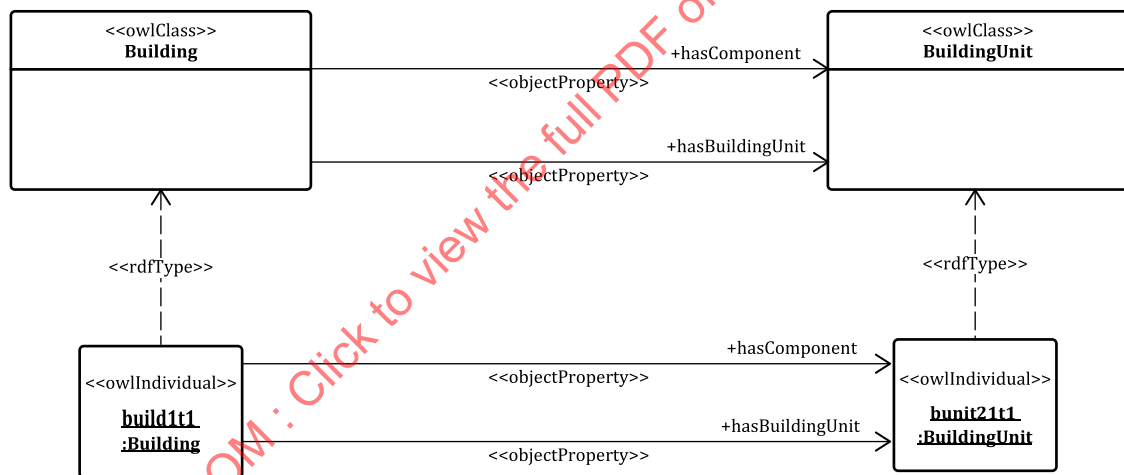 <<owlClass>>
Building
<<owlClass>>
BuildingUnit
+hasComponent
<<objectProperty>>
+hasBuildingUnit
<<objectProperty>>
<<rdfType>>
<<rdfType>>
<<owlIndividual>>
build1t1
:Building
+hasComponent
<<objectProperty>>
+hasBuildingUnit
<<objectProperty>>
<<owlIndividual>>
bunit21t1
:BuildingUnit
OM : Click to view the full PDF of